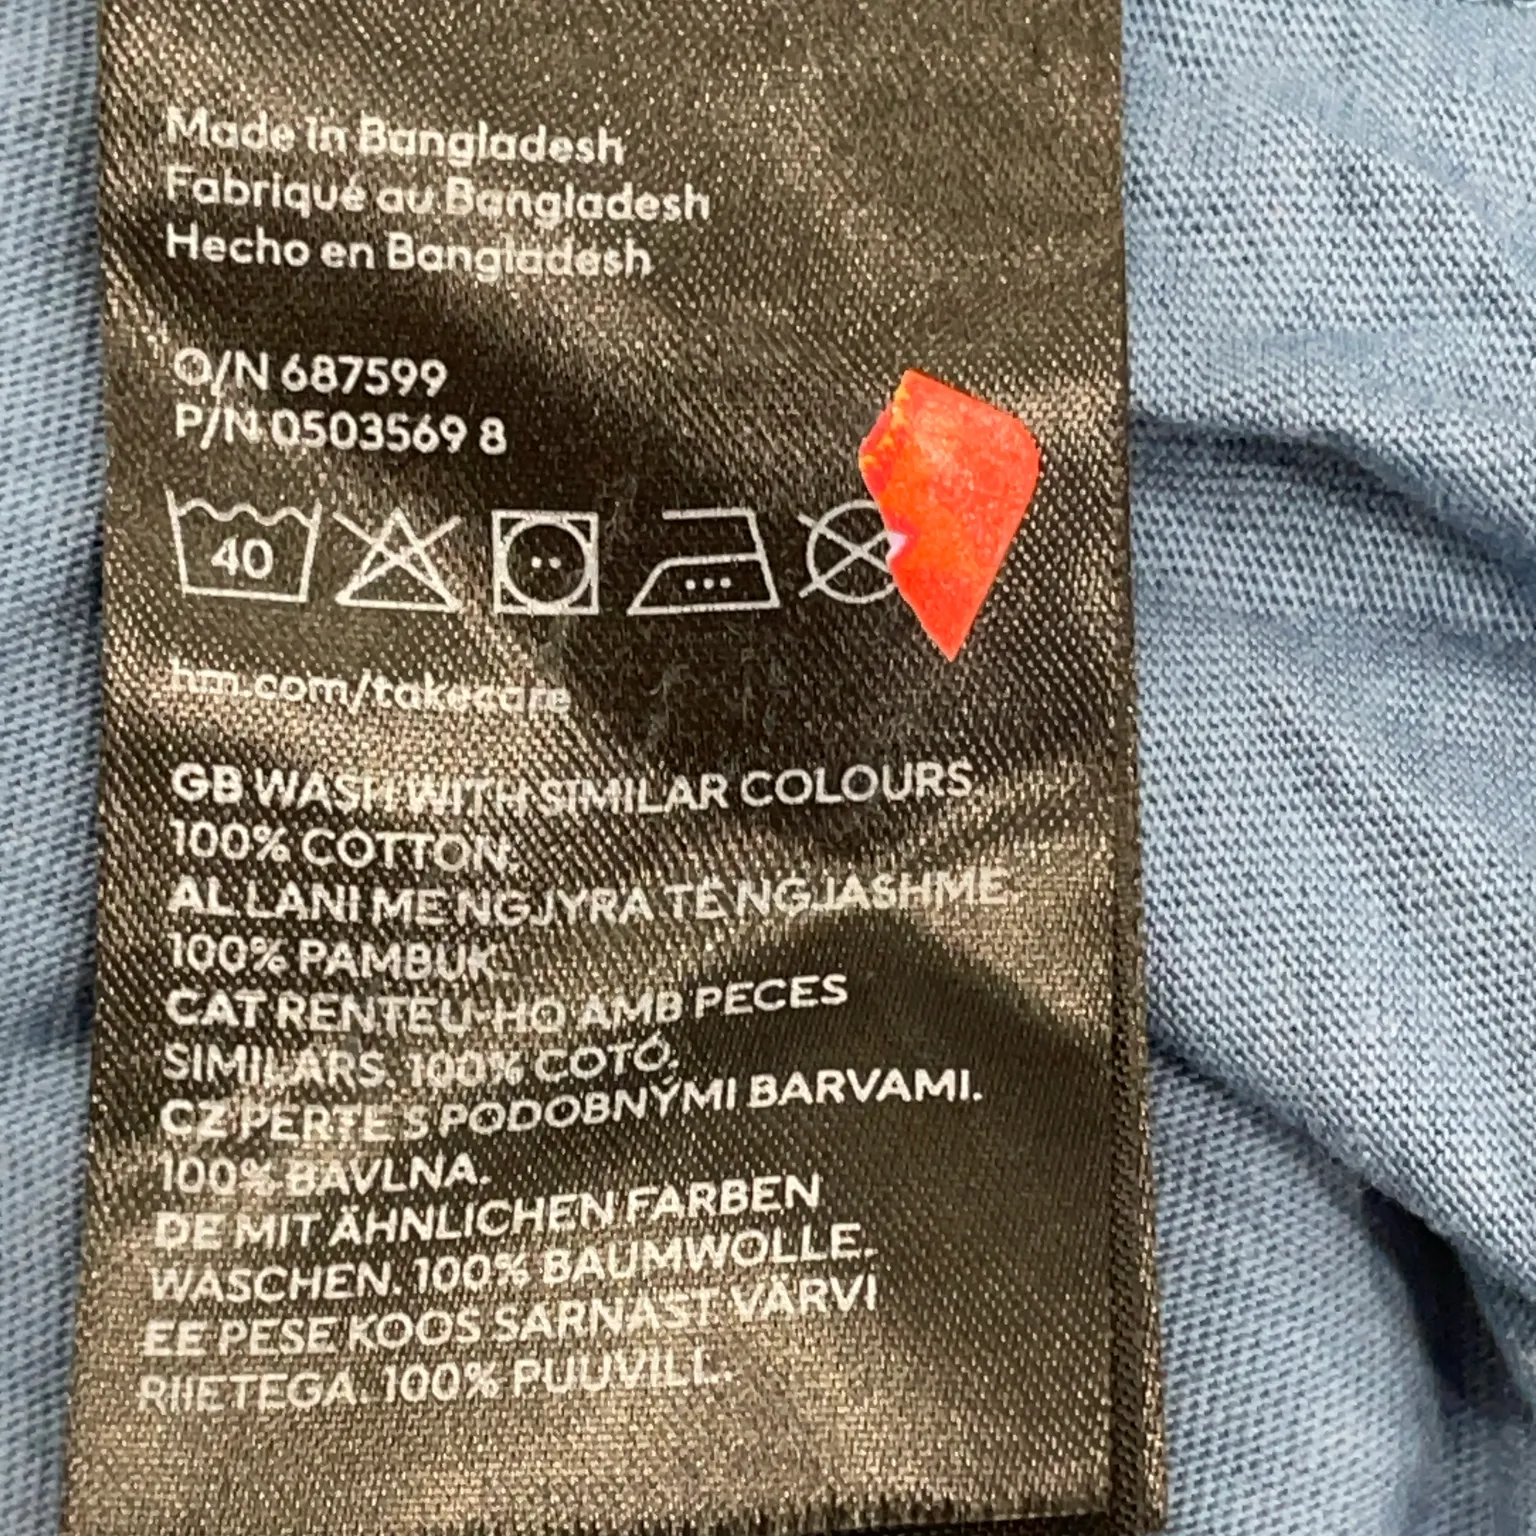 Made in Bangladesh
Fabriqué au Bangladesh
Hecho en Bangladesh
O/N 687599
P/N 0503569 8
40
hm.com/takecare
GB WASH WITH SIMILAR COLOURS.
100% COTTON.
AL LANI ME NGJYRA TË NGJASHME.
100% PAMBUK.
CAT RENTEU-HO AMB PECES
SIMILARS. 100% COTÓ.
CZ PERTE S PODOBNÝMI BARVAMI.
100% BAVLNA.
DE MIT ÄHNLICHEN FARBEN
WASCHEN. 100% BAUMWOLLE.
EE PESE KOOS SARNAST VÄRVI
RIIETEGA. 100% PUUVILL.